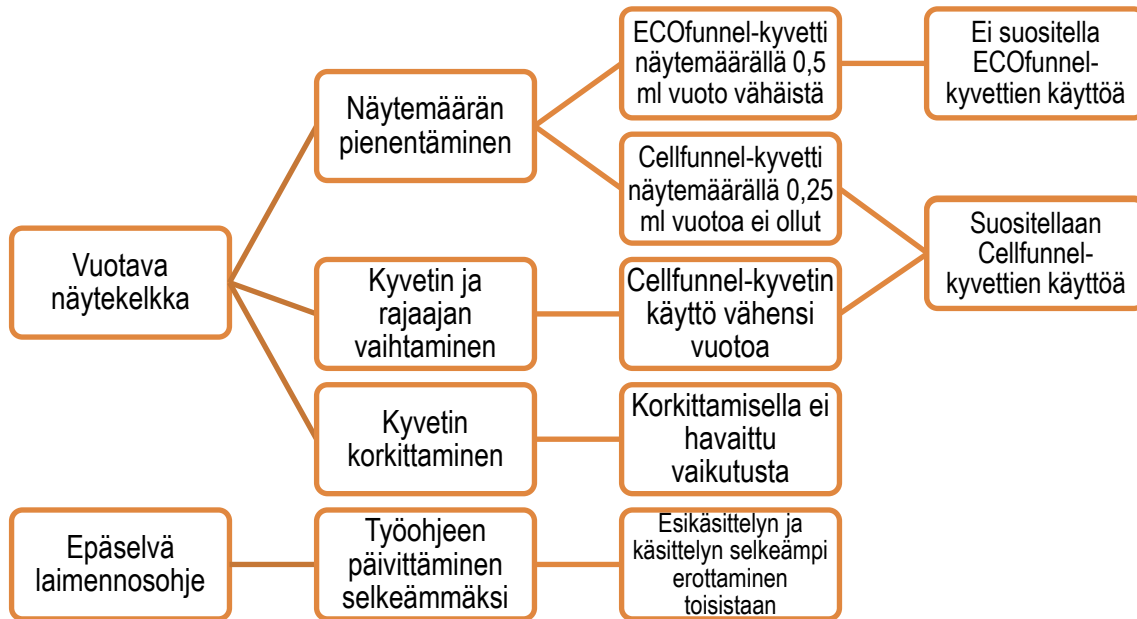 Vuotava
näytekelkka
Näytemäärän
pienentäminen
ECOfunnel-kyvetti
näytemäärällä 0,5
ml vuoto vähäistä
Ei suositella
ECOfunnel-
kyvettien käyttöä
Cellfunnel-kyvetti
näytemäärällä 0,25
ml vuotoa ei ollut
Suositellaan
Cellfunnel-
kyvettien käyttöä
Kyvetin ja
rajaajan
vaihtaminen
Cellfunnel-kyvetin
käyttö vähensi
vuotoa
Kyvetin
korkittaminen
Korkittamisella ei
havaittu
vaikutusta
Epäselvä
laimennosohje
Työohjeen
päivittäminen
selkeämmäksi
Esikäsittelyn ja
käsittelyn selkeämpi
erottaminen
toisistaan